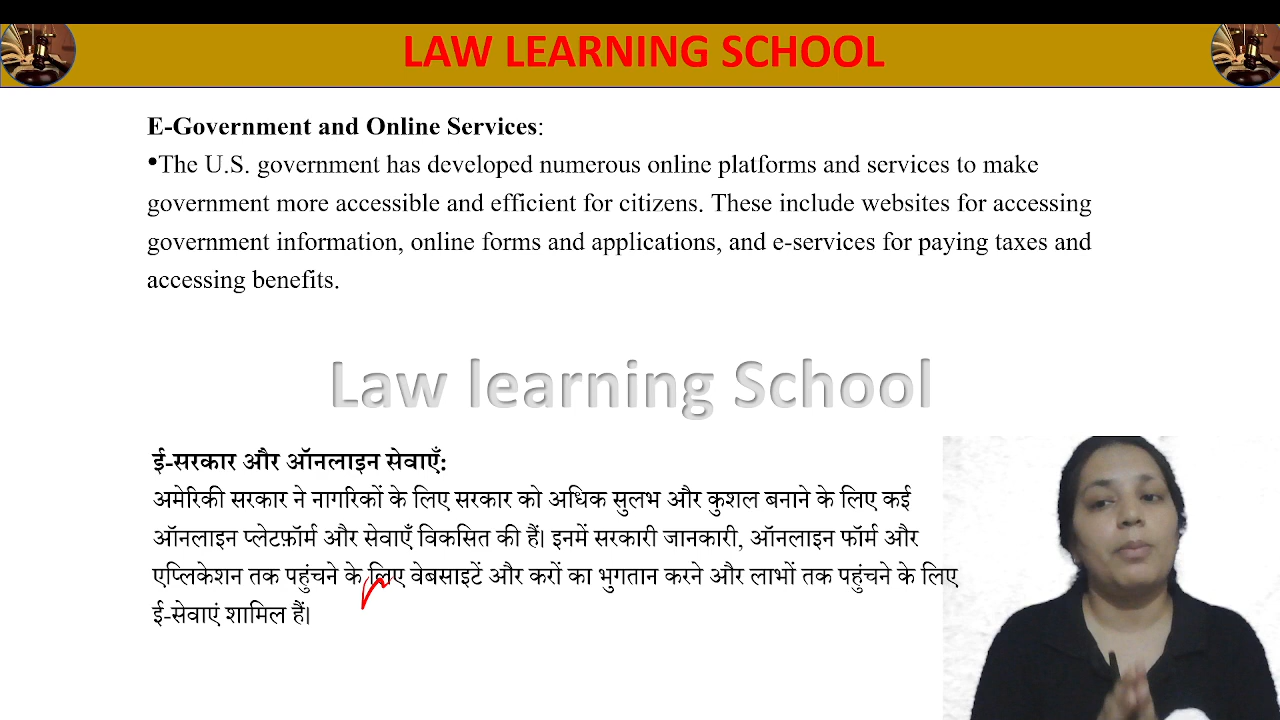 LAW LEARNING SCHOOL
E-Government and Online Services:
•The U.S. government has developed numerous online platforms and services to make
government more accessible and efficient for citizens. These include websites for accessing
government information, online forms and applications, and e-services for paying taxes and
accessing benefits.
Law learning School
ई-सरकार और ऑनलाइन सेवाएँ:
अमेरिकी सरकार ने नागरिकों के लिए सरकार को अधिक सुलभ और कुशल बनाने के लिए कई
ऑनलाइन प्लेटफ़ॉर्म और सेवाएँ विकसित की हैं। इनमें सरकारी जानकारी, ऑनलाइन फॉर्म और
एप्लिकेशन तक पहुंचने के लिए वेबसाइटें और करों का भुगतान करने और लाभों तक पहुंचने के लिए
ई-सेवाएं शामिल हैं।